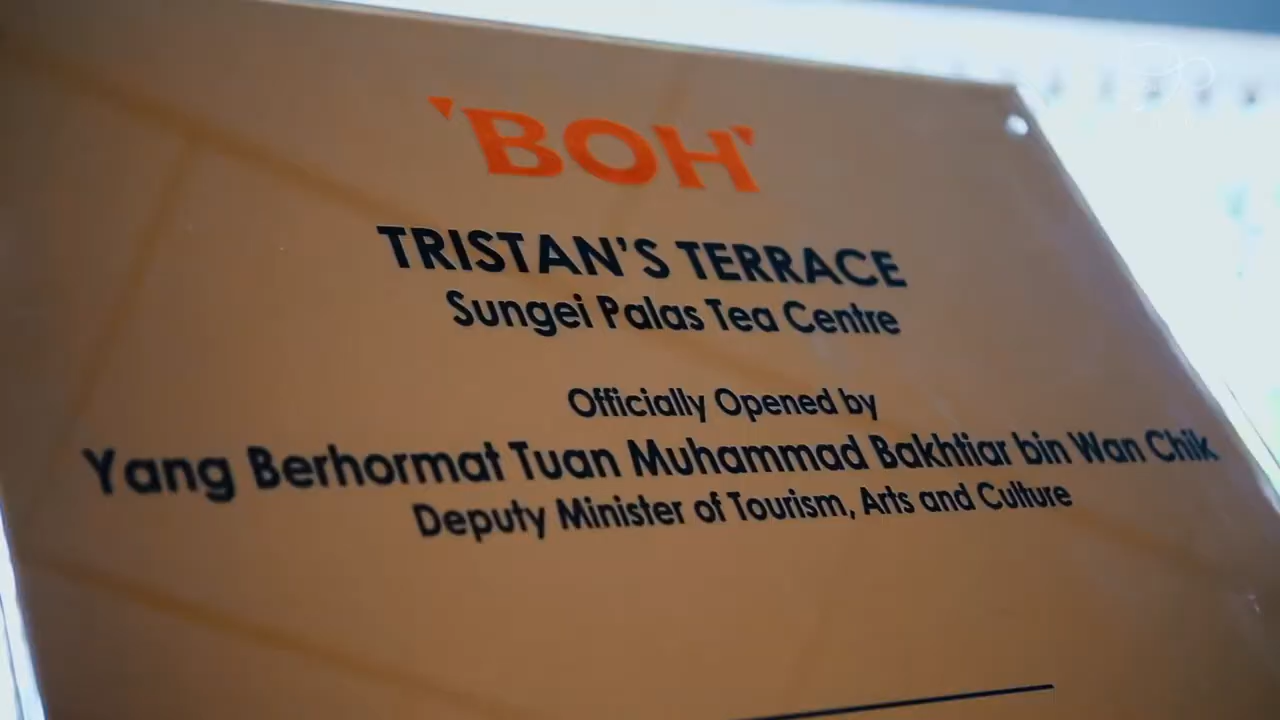 'BOH'
TRISTAN'S TERRACE
Sungei Palas Tea Centre
Officially Opened by
Yang Berhormat Tuan Muhammad Bakhtiar bin Wan Chik
Deputy Minister of Tourism, Arts and Culture